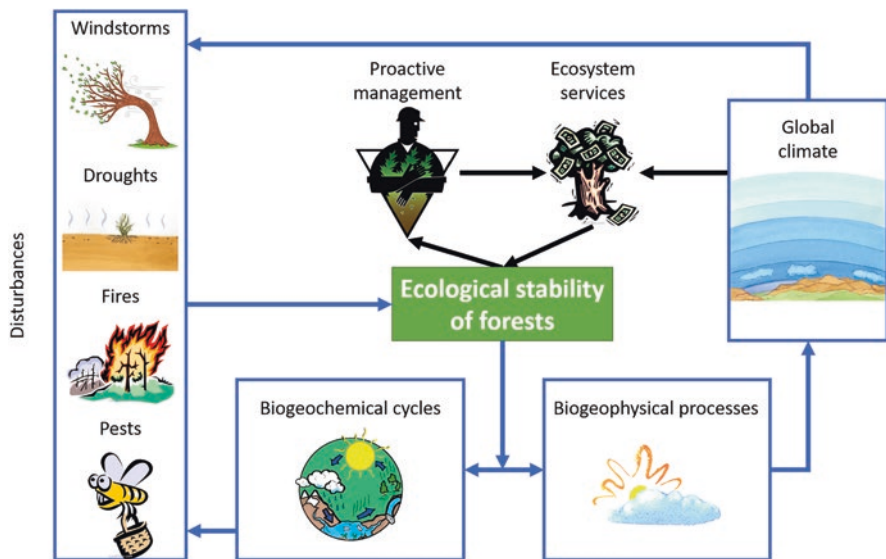 Disturbances
Windstorms
Droughts
Fires
Pests
Proactive
management
Ecosystem
services
Global
climate
Ecological stability
of forests
Biogeochemical cycles
Biogeophysical processes